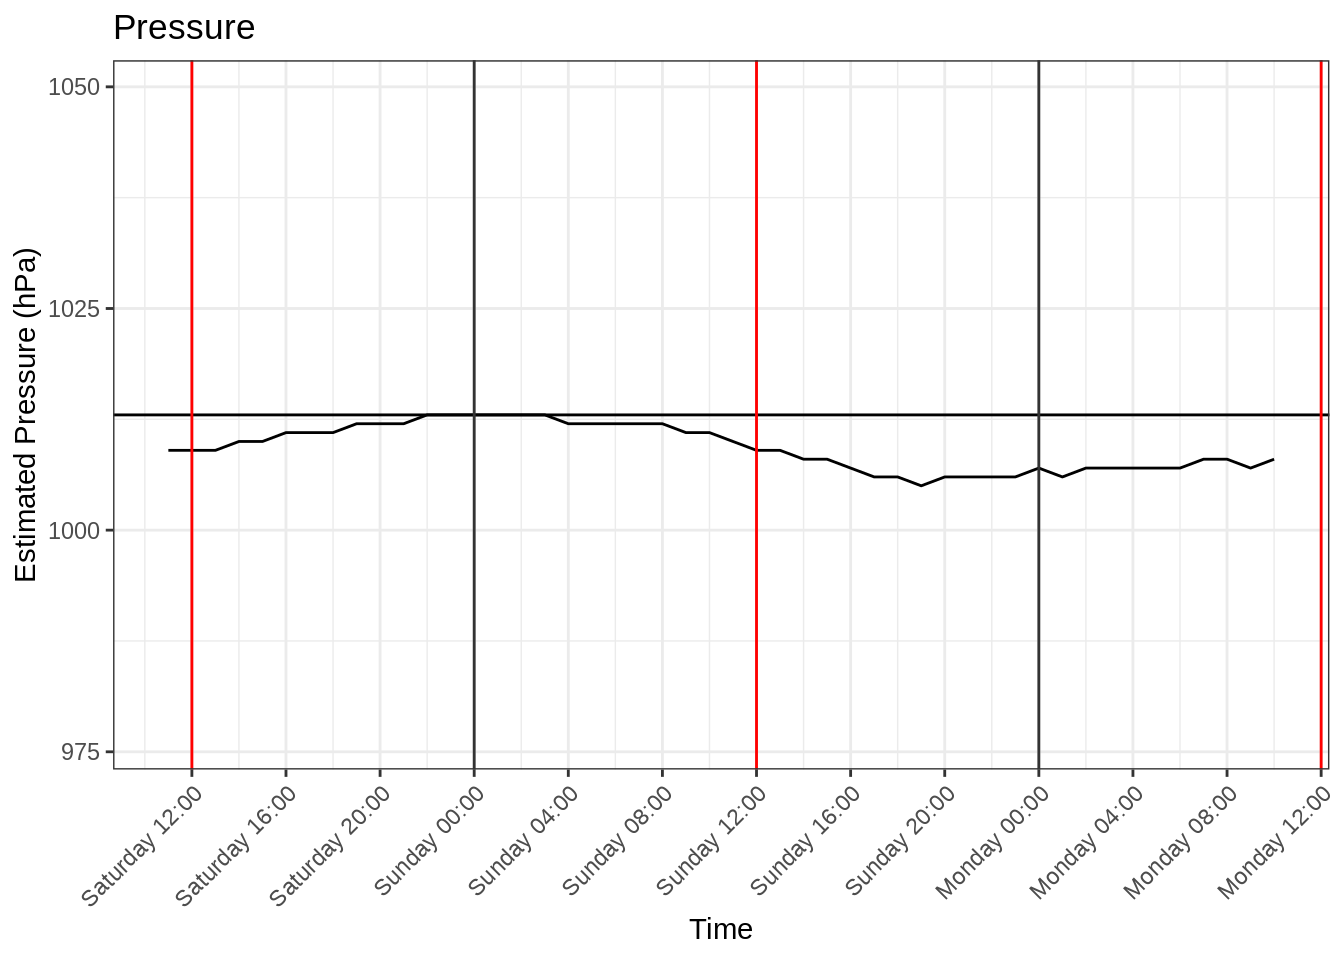 Pressure
Estimated Pressure (hPa)
1050
1025
1000
975
Saturday 12:00
Saturday 16:00
Saturday 20:00
Sunday 00:00
Sunday 04:00
Sunday 08:00
Sunday 12:00
Sunday 16:00
Sunday 20:00
Monday 00:00
Monday 04:00
Monday 08:00
Monday 12:00
Time